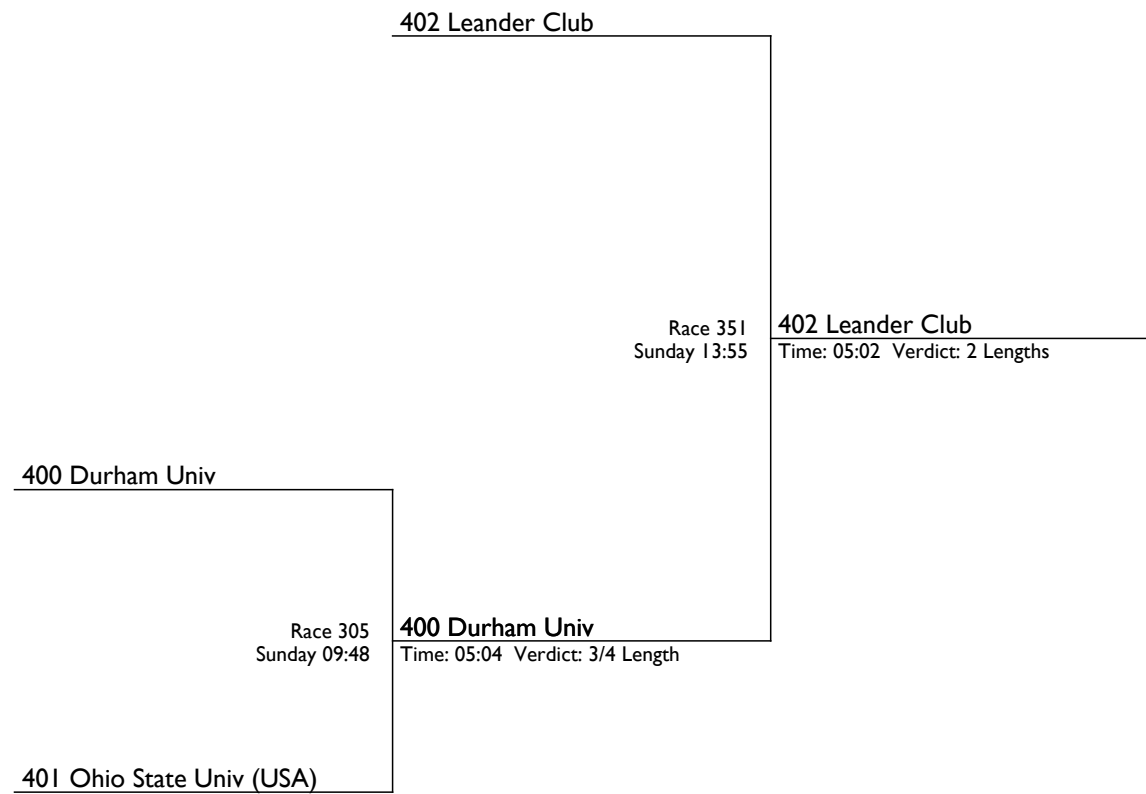 402 Leander Club
Race 351
Sunday 13:55
402 Leander Club
Time: 05:02 Verdict: 2 Lengths
400 Durham Univ
Race 305
Sunday 09:48
400 Durham Univ
Time: 05:04 Verdict: 3/4 Length
401 Ohio State Univ (USA)